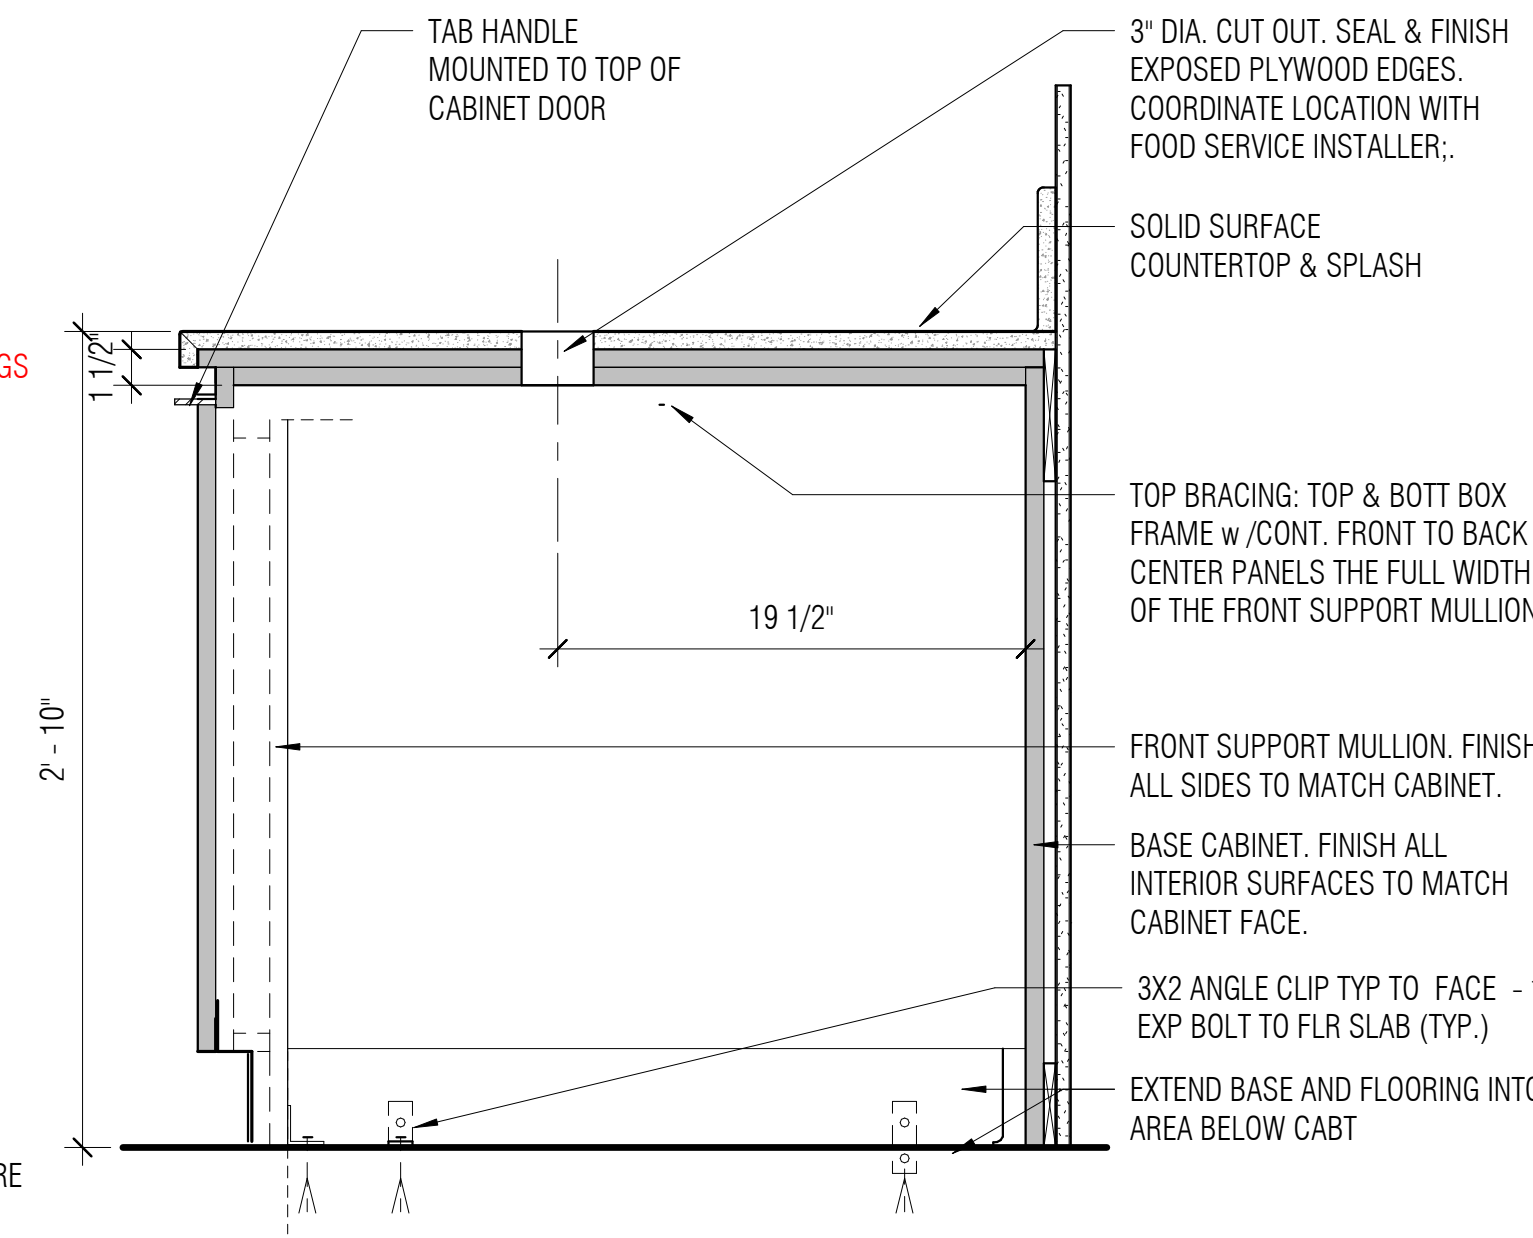 TAB HANDLE
MOUNTED TO TOP OF
CABINET DOOR
3" DIA. CUT OUT. SEAL & FINISH
EXPOSED PLYWOOD EDGES.
COORDINATE LOCATION WITH
FOOD SERVICE INSTALLER;.
SOLID SURFACE
COUNTERTOP & SPLASH
GS
1 1/2"
TOP BRACING: TOP & BOTT BOX
FRAME w /CONT. FRONT TO BACK
CENTER PANELS THE FULL WIDTH
OF THE FRONT SUPPORT MULLION
19 1/2"
2' - 10"
FRONT SUPPORT MULLION. FINISH
ALL SIDES TO MATCH CABINET.
BASE CABINET. FINISH ALL
INTERIOR SURFACES TO MATCH
CABINET FACE.
3X2 ANGLE CLIP TYP TO FACE -
EXP BOLT TO FLR SLAB (TYP.)
EXTEND BASE AND FLOORING INTO
AREA BELOW CABT
RE